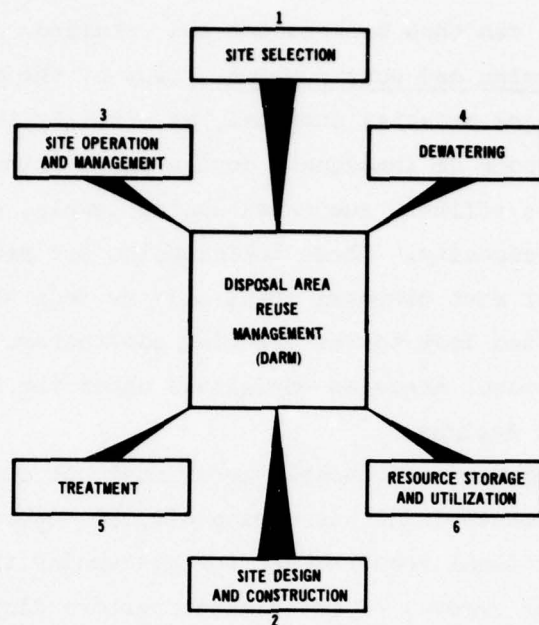 1
SITE SELECTION
3
SITE OPERATION
AND MANAGEMENT
4
DEWATERING
DISPOSAL AREA
REUSE
MANAGEMENT
(DARM)
TREATMENT
5
RESOURCE STORAGE
AND UTILIZATION
6
SITE DESIGN
AND CONSTRUCTION
2